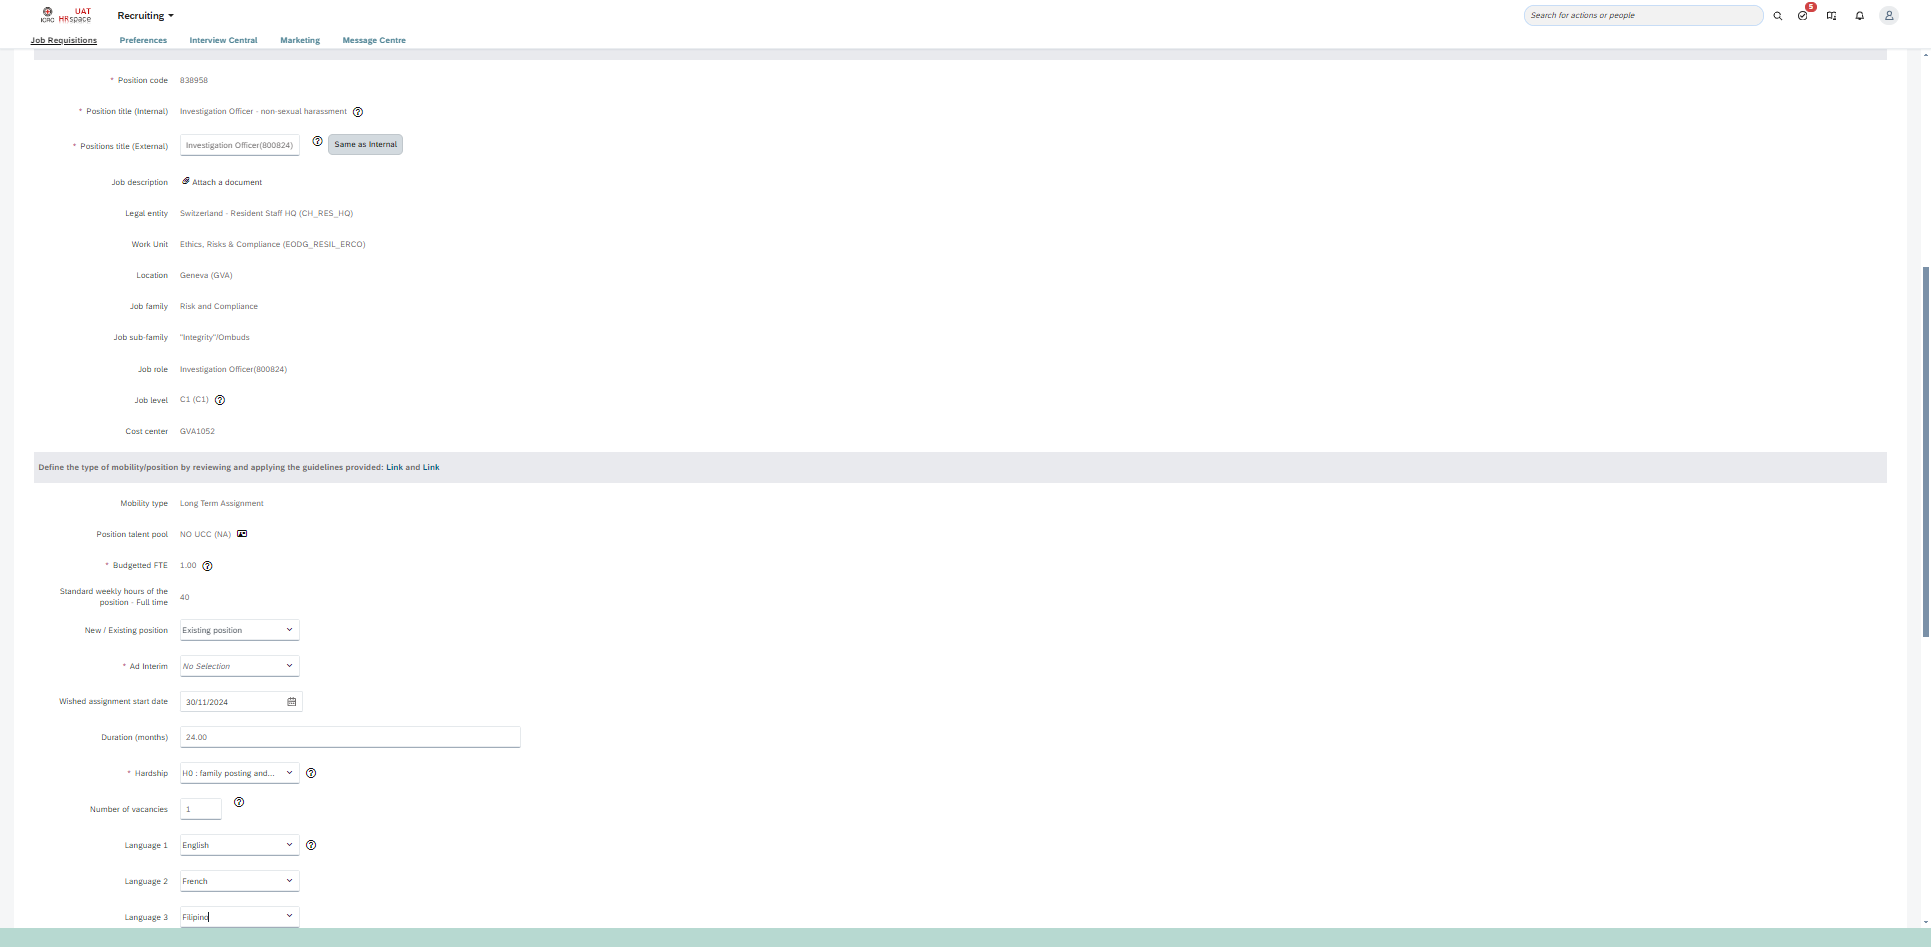 ICRC
UAT
HRspace
Recruiting
Search for actions or people
5
Job Requisitions Preferences Interview Central Marketing Message Centre
* Position code 838958
* Position title (Internal) Investigation Officer - non-sexual harassment
* Positions title (External) Investigation Officer(800824) Same as Internal
Job description Attach a document
Legal entity Switzerland - Resident Staff HQ (CH_RES_HQ)
Work Unit Ethics, Risks & Compliance (EODG_RESIL_ERCO)
Location Geneva (GVA)
Job family Risk and Compliance
Job sub-family "Integrity"/Ombuds
Job role Investigation Officer(800824)
Job level C1 (C1)
Cost center GVA1052
Define the type of mobility/position by reviewing and applying the guidelines provided: Link and Link
Mobility type Long Term Assignment
Position talent pool NO UCC (NA)
* Budgetted FTE 1.00
Standard weekly hours of the
position - Full time 40
New / Existing position Existing position
* Ad Interim No Selection
Wished assignment start date 30/11/2024
Duration (months) 24.00
* Hardship H0 : family posting and...
Number of vacancies 1
Language 1 English
Language 2 French
Language 3 Filipino